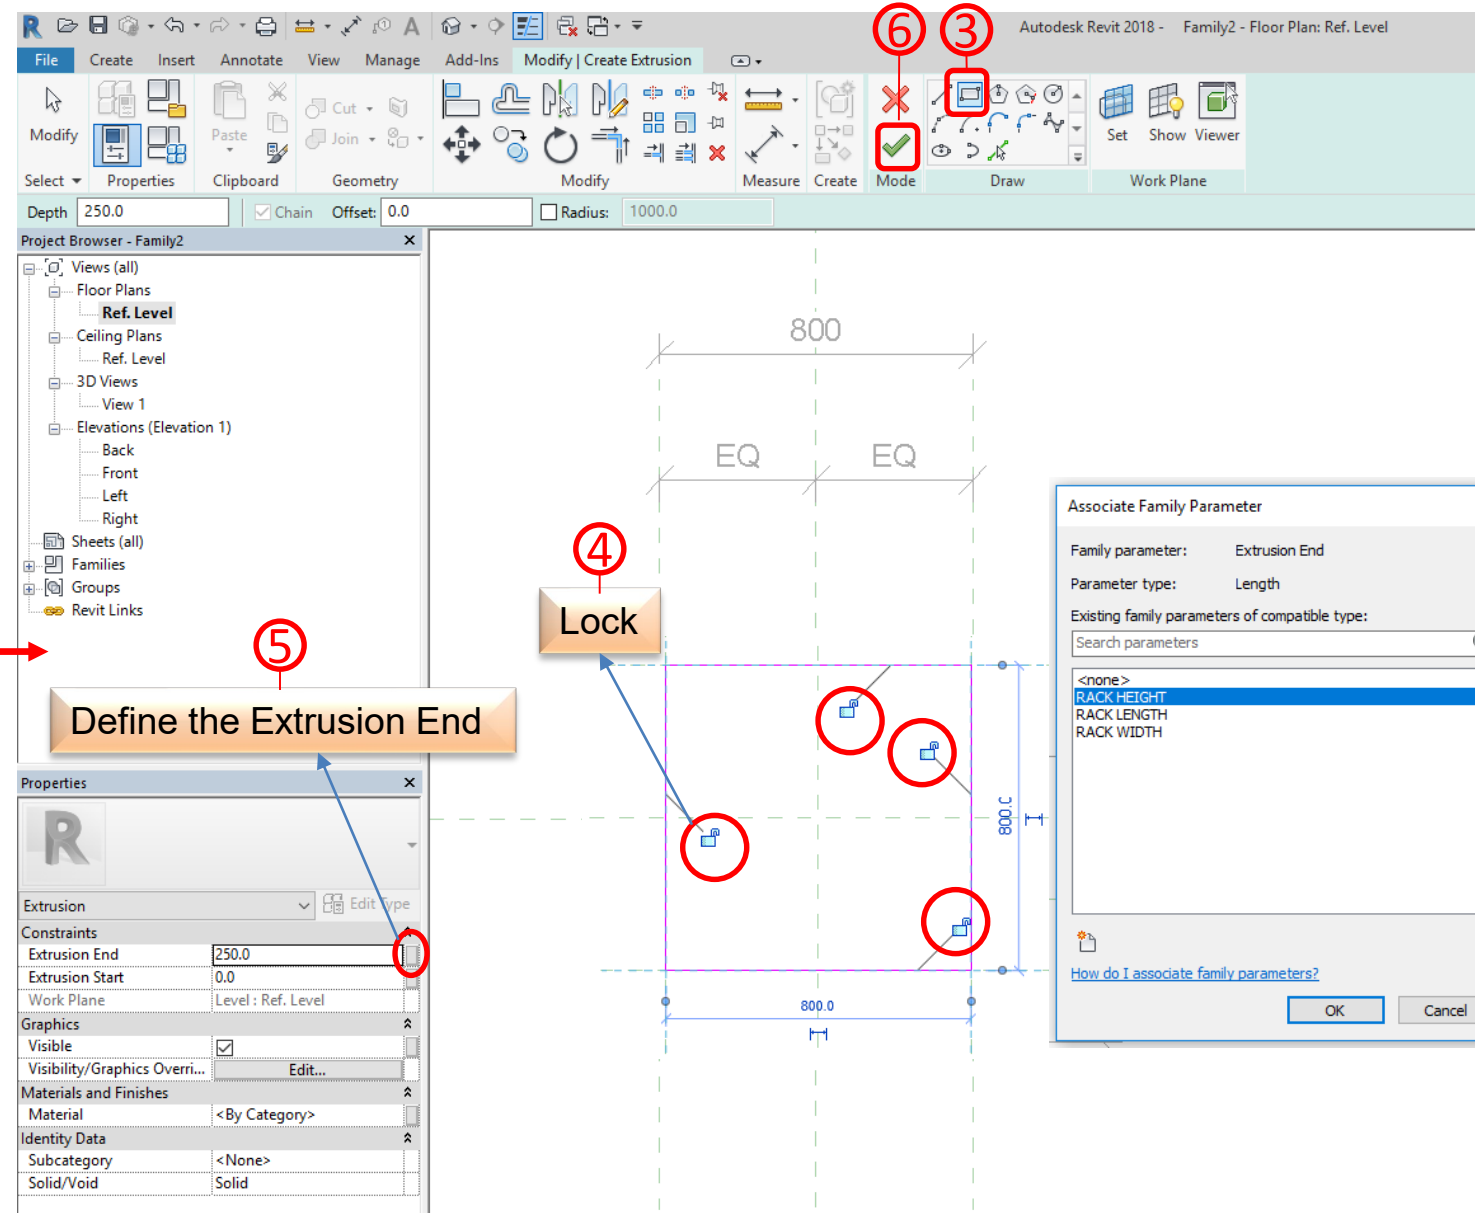 Autodesk Revit 2018 - Family2 - Floor Plan: Ref. Level
6
3
File Create Insert Annotate View Manage Add-Ins Modify | Create Extrusion
Modify
Paste
Cut
Join
Set Show Viewer
Select Properties Clipboard Geometry Modify Measure Create Mode Draw Work Plane
Depth 250.0 Chain Offset: 0.0 Radius: 1000.0
Project Browser - Family2
Views (all)
Floor Plans
Ref. Level
Ceiling Plans
Ref. Level
3D Views
View 1
Elevations (Elevation 1)
Back
Front
Left
Right
Sheets (all)
Families
Groups
Revit Links
5
Define the Extrusion End
Properties
R
Extrusion Edit Type
Constraints
Extrusion End 250.0
Extrusion Start 0.0
Work Plane Level : Ref. Level
Graphics
Visible
Visibility/Graphics Overri... Edit...
Materials and Finishes
Material <By Category>
Identity Data
Subcategory <None>
Solid/Void Solid
800
EQ EQ
4
Lock
800.0
800.0
Associate Family Parameter
Family parameter: Extrusion End
Parameter type: Length
Existing family parameters of compatible type:
Search parameters
<none>
RACK HEIGHT
RACK LENGTH
RACK WIDTH
How do I associate family parameters?
OK Cancel